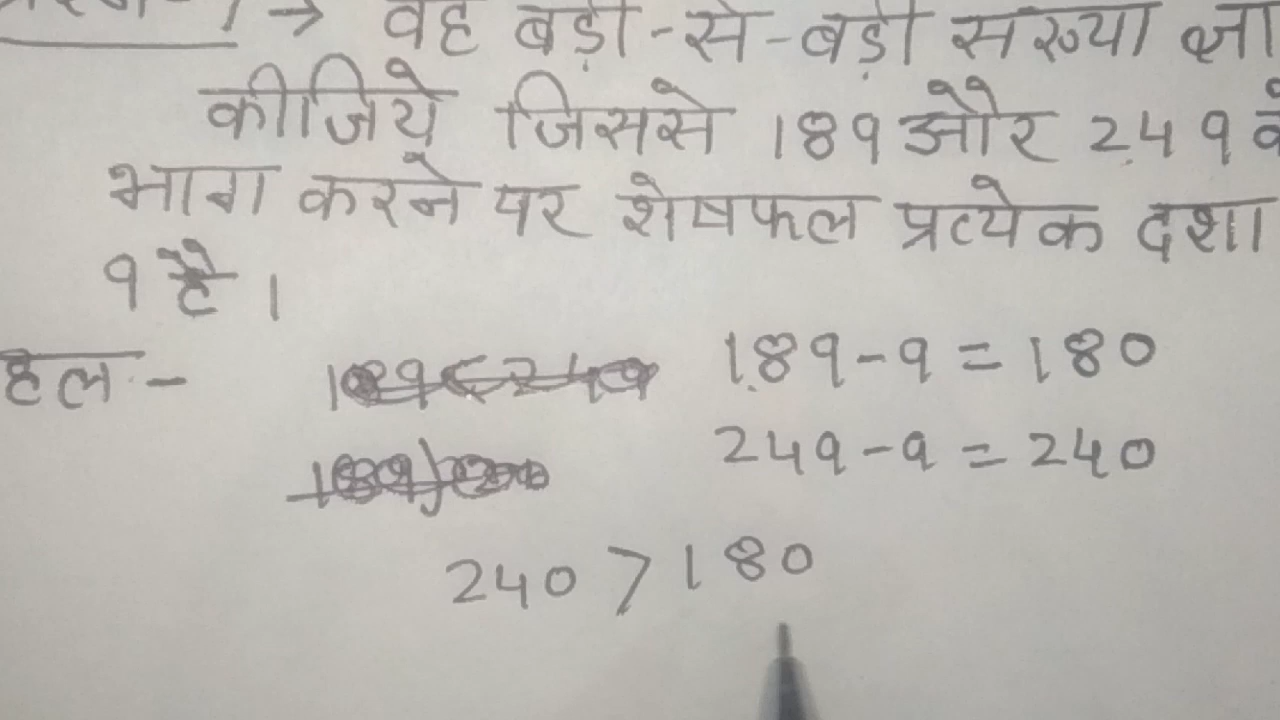 → वह बड़ी-से-बड़ी संख्या
कीजिये जिससे 189 और 249
भाग करने पर शेषफल प्रत्येक दशा
9 है।
हल :- 189-9=180
249-9=240
240>180